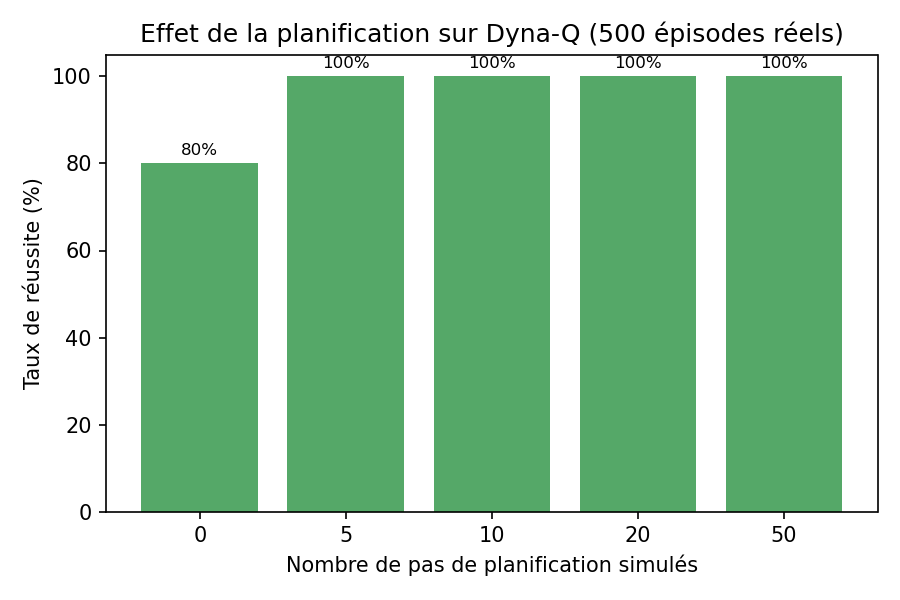 Effet de la planification sur Dyna-Q (500 épisodes réels)
100% 100% 100% 100%
80%
Taux de réussite (%)
100
80
60
40
20
0
0 5 10 20 50
Nombre de pas de planification simulés